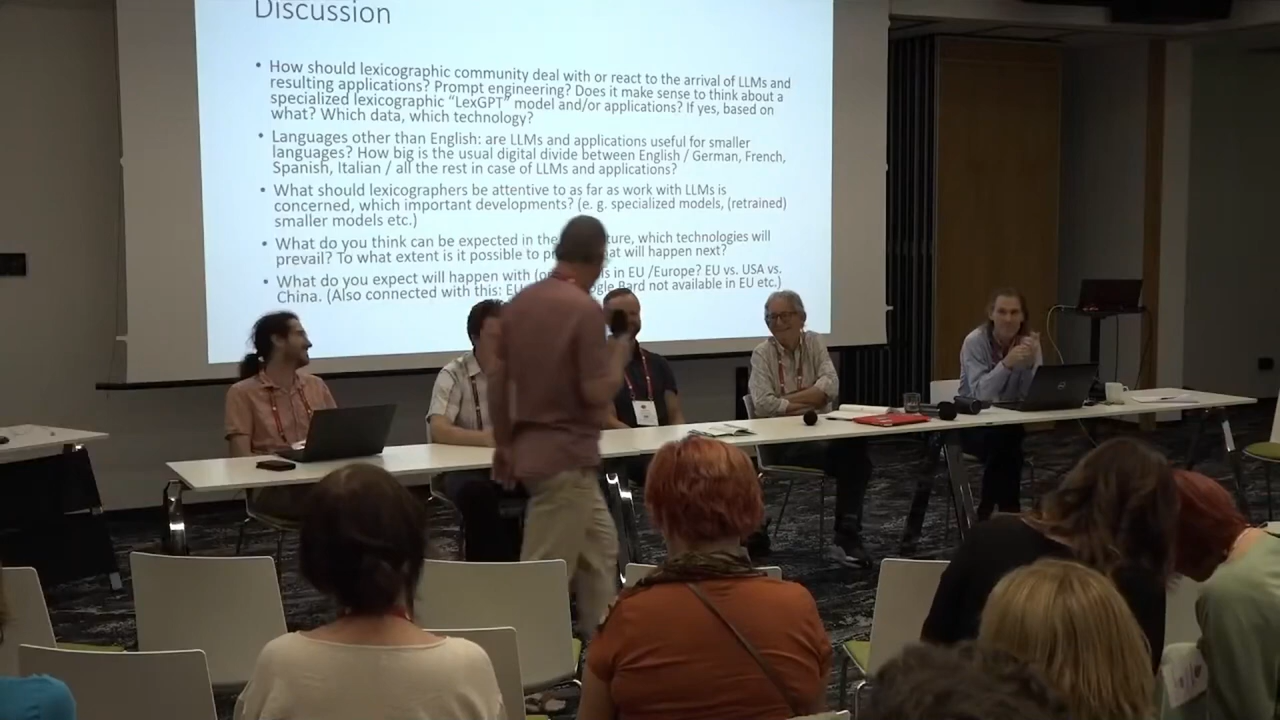 Discussion
• How should lexicographic community deal with or react to the arrival of LLMs and
resulting applications? Prompt engineering? Does it make sense to think about a
specialized lexicographic “LexGPT” model and/or applications? If yes, based on
what? Which data, which technology?
• Languages other than English: are LLMs and applications useful for smaller
languages? How big is the usual digital divide between English / German, French,
Spanish, Italian / all the rest in case of LLMs and applications?
• What should lexicographers be attentive to as far as work with LLMs is
concerned, which important developments? (e. g. specialized models, (retrained)
smaller models etc.)
• What do you think can be expected in the which technologies will
prevail? To what extent is it possible to what will happen next?
• What do you expect will happen with in EU /Europe? EU vs. USA vs.
China. (Also connected with this: Bard not available in EU etc.)